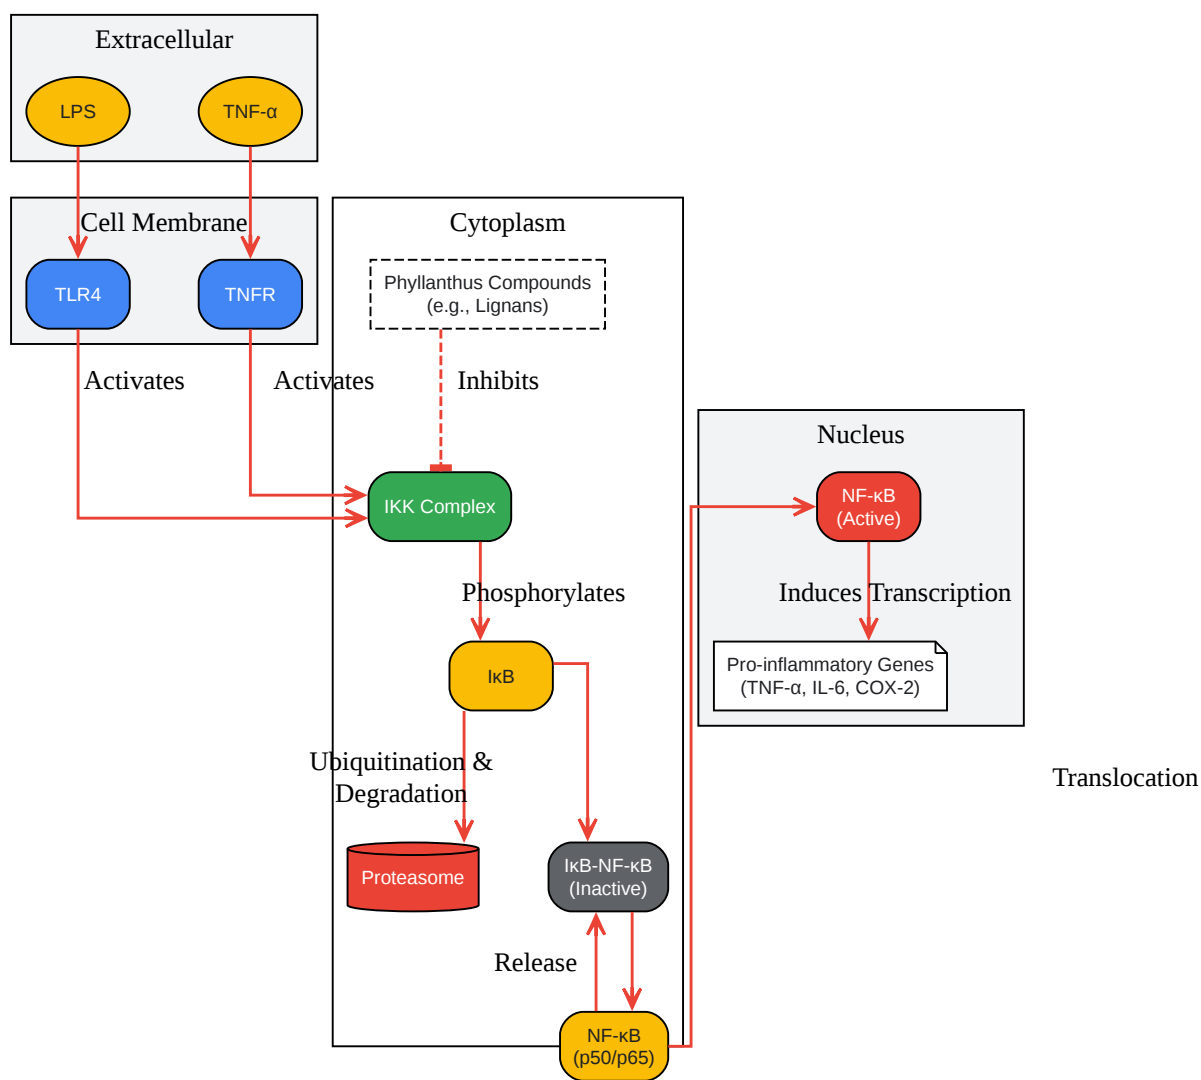 Extracellular
LPS
TNF-α
Cell Membrane
TLR4
TNFR
Cytoplasm
Phyllanthus Compounds
(e.g., Lignans)
Activates
Activates
Inhibits
IKK Complex
Phosphorylates
IκB
Ubiquitination &
Degradation
Proteasome
IκB-NF-κB
(Inactive)
Release
NF-κB
(p50/p65)
Nucleus
NF-κB
(Active)
Induces Transcription
Pro-inflammatory Genes
(TNF-α, IL-6, COX-2)
Translocation